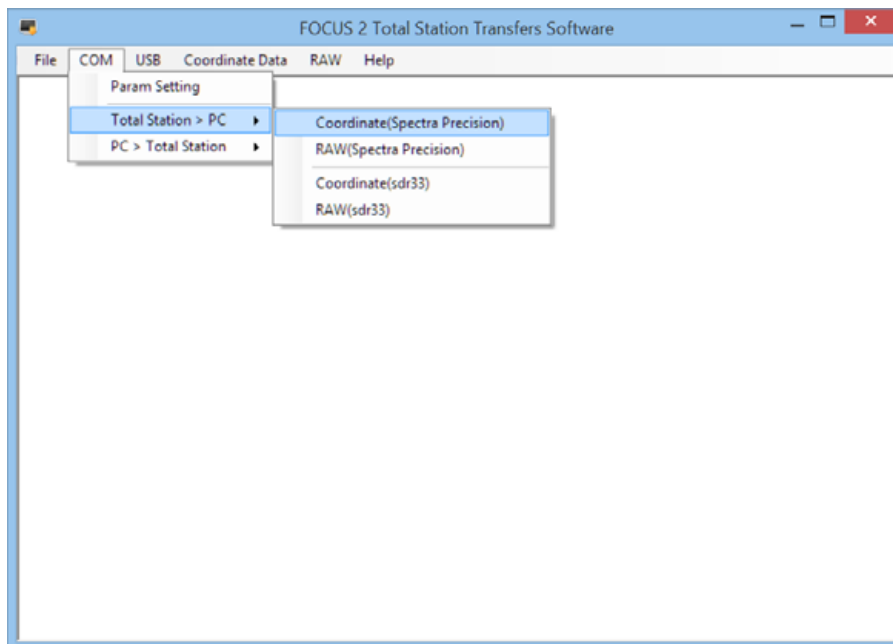 FOCUS 2 Total Station Transfers Software
File COM USB Coordinate Data RAW Help
Param Setting
Total Station > PC
PC > Total Station
Coordinate(Spectra Precision)
RAW(Spectra Precision)
Coordinate(sdr33)
RAW(sdr33)